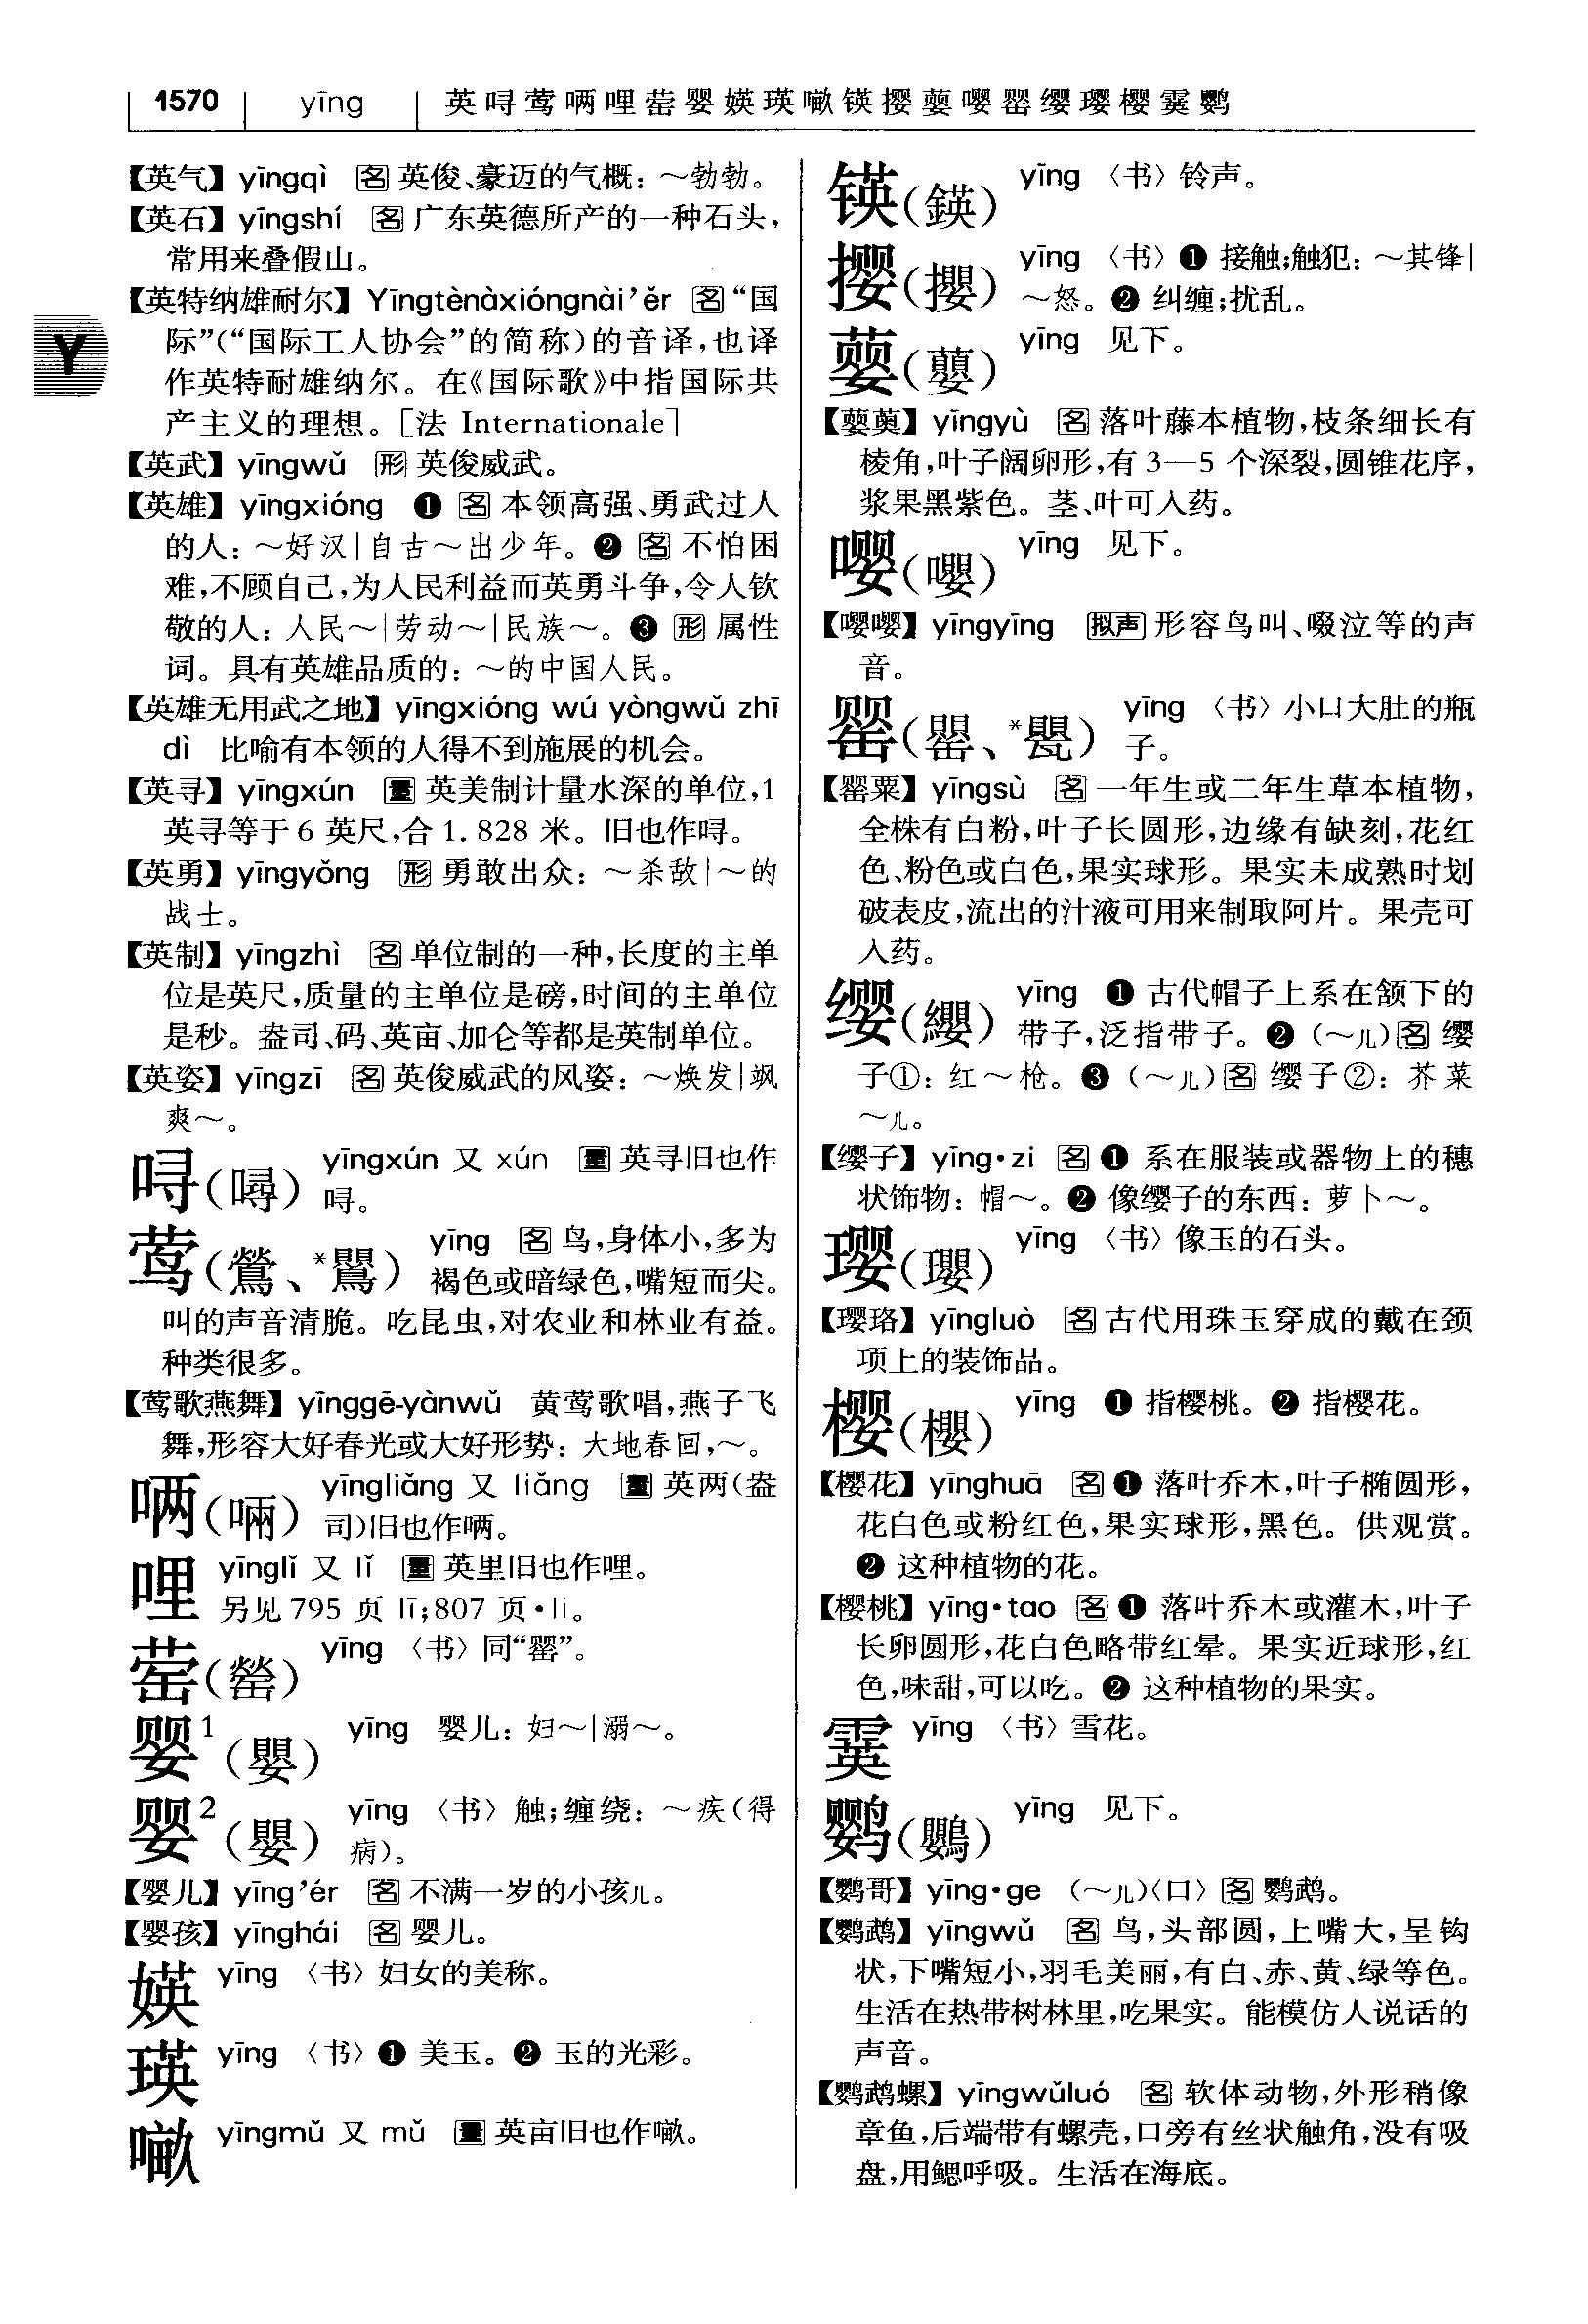 1570 yīng 英㖊莺啢哩䓨婴媖瑛𠺖锳撄蘡嘤罂缨璎樱霙鹦
【英气】 yīngqì 名 英俊、豪迈的气概：～勃勃。
【英石】 yīngshí 名 广东英德所产的一种石头，
常用来叠假山。
【英特纳雄耐尔】 Yīngtènàxióngnài’ěr 名 “国
际”（“国际工人协会”的简称）的音译，也译
作英特耐雄纳尔。在《国际歌》中指国际共
产主义的理想。［法 Internationale］
Y
【英武】 yīngwǔ 形 英俊威武。
【英雄】 yīngxióng ❶ 名 本领高强、勇武过人
的人：～好汉｜自古～出少年。❷ 名 不怕困
难，不顾自己，为人民利益而英勇斗争，令人钦
敬的人：人民～｜劳动～｜民族～。❸ 形 属性
词。具有英雄品质的：～的中国人民。
【英雄无用武之地】 yīngxióng wú yòngwǔ zhī
dì 比喻有本领的人得不到施展的机会。
【英寻】 yīngxún 量 英美制计量水深的单位，1
英寻等于 6 英尺，合 1.828 米。旧也作㖊。
【英勇】 yīngyǒng 形 勇敢出众：～杀敌｜～的
战士。
【英制】 yīngzhì 名 单位制的一种，长度的主单
位是英尺，质量的主单位是磅，时间的主单位
是秒。盎司、码、英亩、加仑等都是英制单位。
【英姿】 yīngzī 名 英俊威武的风姿：～焕发｜飒
爽～。
㖊（噚） yīngxún 又 xún 量 英寻旧也作
㖊。
莺（鶯、*鸎） yīng 名 鸟，身体小，多为
褐色或暗绿色，嘴短而尖。
叫的声音清脆。吃昆虫，对农业和林业有益。
种类很多。
【莺歌燕舞】 yīnggē-yànwǔ 黄莺歌唱，燕子飞
舞，形容大好春光或大好形势：大地春回，～。
啢（啢） yīngliǎng 又 liǎng 量 英两（盎
司）旧也作啢。
哩 yīnglǐ 又 lǐ 量 英里旧也作哩。
另见 795 页 lī；807 页 ·li。
䓨（罃） yīng 〈书〉同“罂”。
婴¹（嬰） yīng 婴儿：妇～｜溺～。
婴²（嬰） yīng 〈书〉触；缠绕：～疾（得
病）。
【婴儿】 yīng’ér 名 不满一岁的小孩儿。
【婴孩】 yīnghái 名 婴儿。
媖 yīng 〈书〉妇女的美称。
瑛 yīng 〈书〉❶ 美玉。❷ 玉的光彩。
𠺖 yīngmǔ 又 mǔ 量 英亩旧也作𠺖。
锳（鍈） yīng 〈书〉铃声。
撄（攖） yīng 〈书〉❶ 接触；触犯：～其锋｜
～怒。❷ 纠缠；扰乱。
蘡（蘡） yīng 见下。
【蘡薁】 yīngyù 名 落叶藤本植物，枝条细长有
棱角，叶子阔卵形，有 3—5 个深裂，圆锥花序，
浆果黑紫色。茎、叶可入药。
嘤（嚶） yīng 见下。
【嘤嘤】 yīngyīng 拟声 形容鸟叫、啜泣等的声
音。
罂（罌、*甖） yīng 〈书〉小口大肚的瓶
子。
【罂粟】 yīngsù 名 一年生或二年生草本植物，
全株有白粉，叶子长圆形，边缘有缺刻，花红
色、粉色或白色，果实球形。果实未成熟时划
破表皮，流出的汁液可用来制取阿片。果壳可
入药。
缨（纓） yīng ❶ 古代帽子上系在颔下的
带子，泛指带子。❷（～儿）名 缨
子①：红～枪。❸（～儿）名 缨子②：芥菜
～儿。
【缨子】 yīng·zi 名 ❶ 系在服装或器物上的穗
状饰物：帽～。❷ 像缨子的东西：萝卜～。
璎（瓔） yīng 〈书〉像玉的石头。
【璎珞】 yīngluò 名 古代用珠玉穿成的戴在颈
项上的装饰品。
樱（櫻） yīng ❶ 指樱桃。❷ 指樱花。
【樱花】 yīnghuā 名 ❶ 落叶乔木，叶子椭圆形，
花白色或粉红色，果实球形，黑色。供观赏。
❷ 这种植物的花。
【樱桃】 yīng·tao 名 ❶ 落叶乔木或灌木，叶子
长卵圆形，花白色略带红晕。果实近球形，红
色，味甜，可以吃。❷ 这种植物的果实。
霙 yīng 〈书〉雪花。
鹦（鸚） yīng 见下。
【鹦哥】 yīng·ge （～儿）〈口〉名 鹦鹉。
【鹦鹉】 yīngwǔ 名 鸟，头部圆，上嘴大，呈钩
状，下嘴短小，羽毛美丽，有白、赤、黄、绿等色。
生活在热带树林里，吃果实。能模仿人说话的
声音。
【鹦鹉螺】 yīngwǔluó 名 软体动物，外形稍像
章鱼，后端带有螺壳，口旁有丝状触角，没有吸
盘，用鳃呼吸。生活在海底。